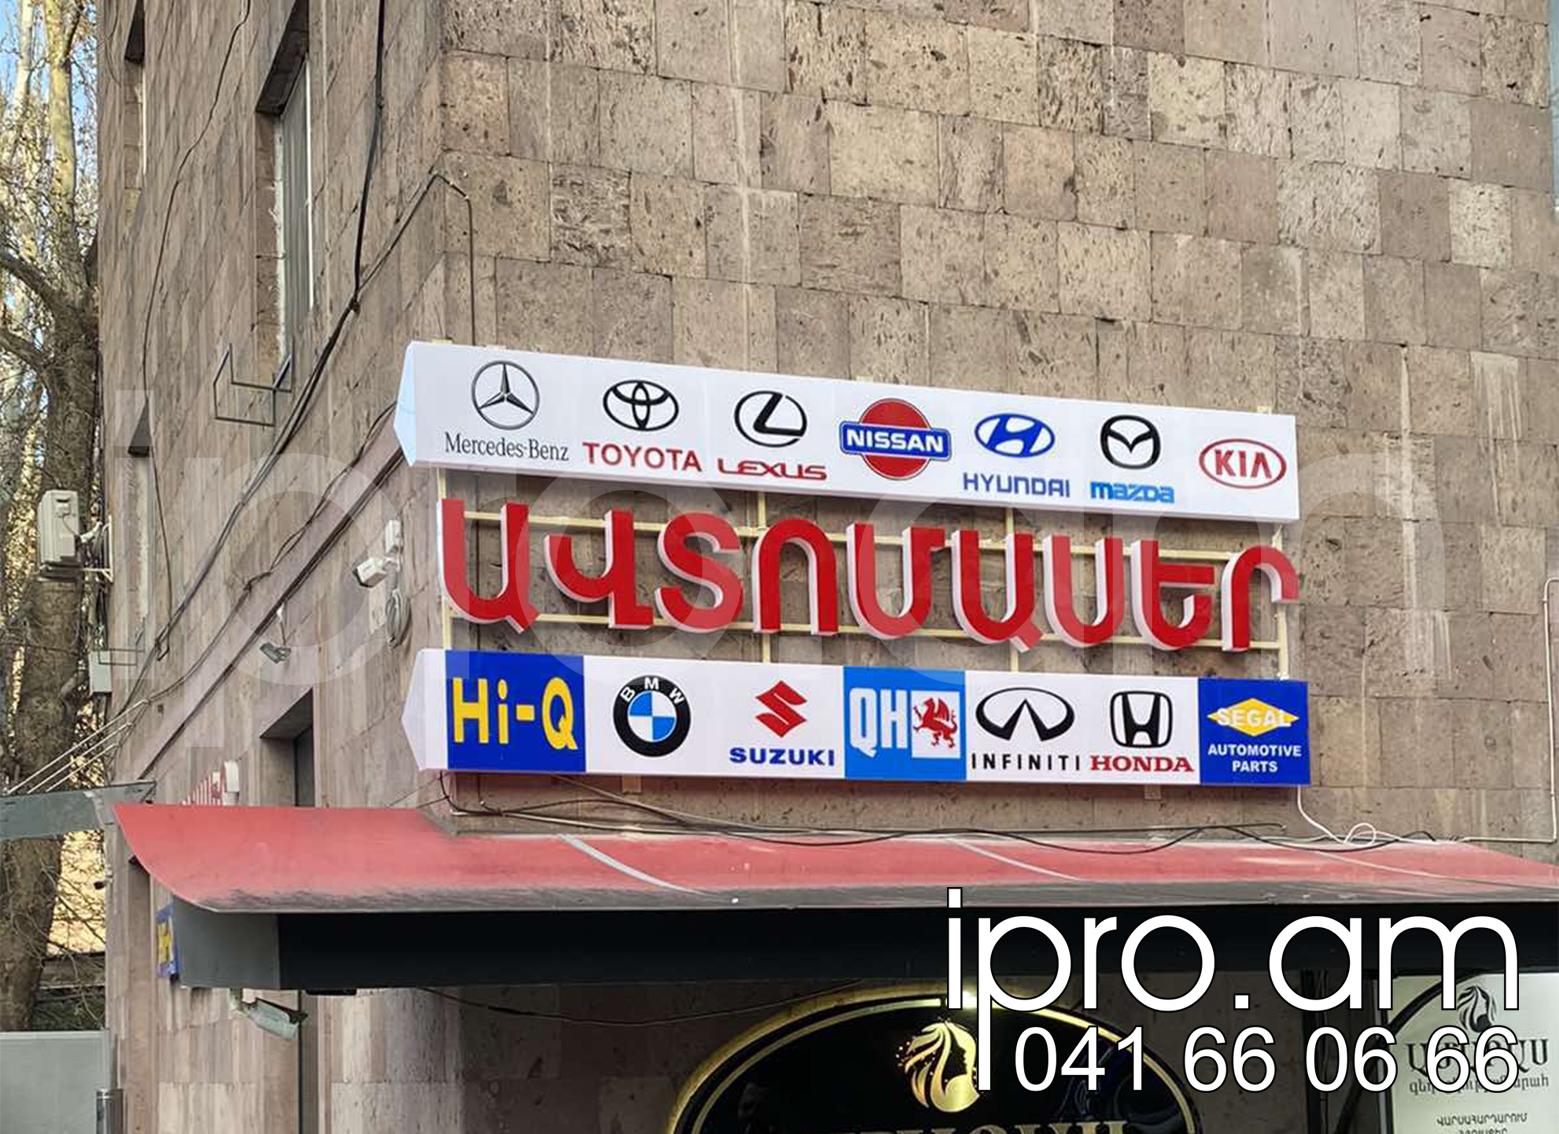 Mercedes-Benz TOYOTA LEXUS NISSAN HYUNDAI mazda KIA
ԱՎՏՈՄԱՍԵՐ
Hi-Q BMW SUZUKI QH INFINITI HONDA SEGAL
AUTOMOTIVE
PARTS
ipro.am
041 66 06 66
ՎԱՐՍԱՀԱՐԴԱՐՈՒՄ